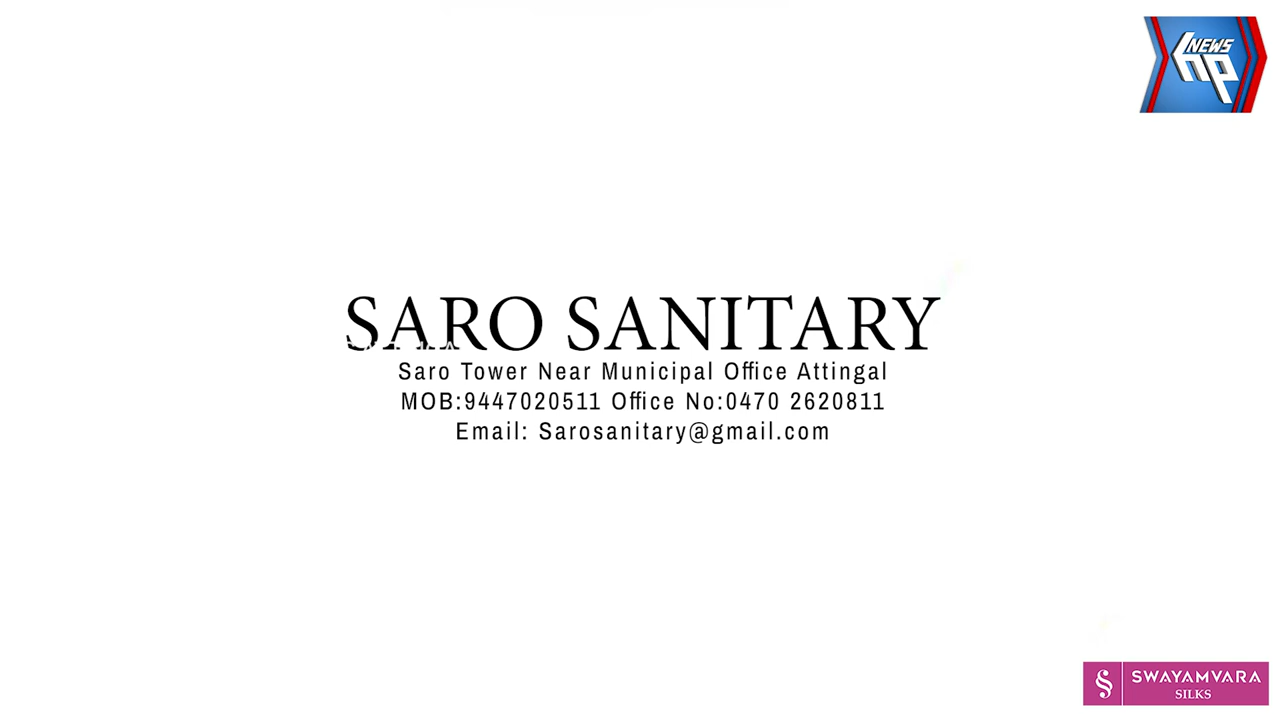 NEWS
np
SARO SANITARY
Saro Tower Near Municipal Office Attingal
MOB:9447020511 Office No:0470 2620811
Email: Sarosanitary@gmail.com
SWAYAMVARA
SILKS